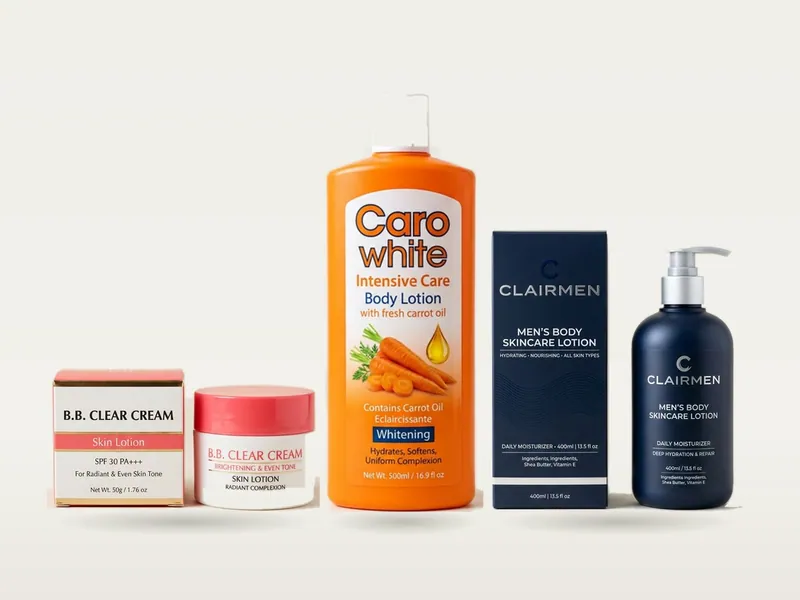 B.B. CLEAR CREAM
Skin Lotion
SPF 30 PA+++
For Radiant & Even Skin Tone
Net Wt. 50g / 1.76 oz
B.B. CLEAR CREAM
BRIGHTENING & EVEN TONE
SKIN LOTION
RADIANT COMPLEXION
Caro
white
Intensive Care
Body Lotion
with fresh carrot oil
Contains Carrot Oil
Eclaircissante
Whitening
Hydrates, Softens,
Uniform Complexion
Net Wt. 500ml / 16.9 fl oz
C
CLAIRMEN
MEN'S BODY
SKINCARE LOTION
HYDRATING • NOURISHING • ALL SKIN TYPES
DAILY MOISTURIZER • 400ml | 13.5 fl oz
Ingredients, Ingredients,
Shea Butter, Vitamin E
400ml | 13.5 fl oz
C
CLAIRMEN
MEN'S BODY
SKINCARE LOTION
DAILY MOISTURIZER
DEEP HYDRATION & REPAIR
400ml / 13.5 fl oz
Ingredients Ingredients,
Shea Butter, Vitamin E